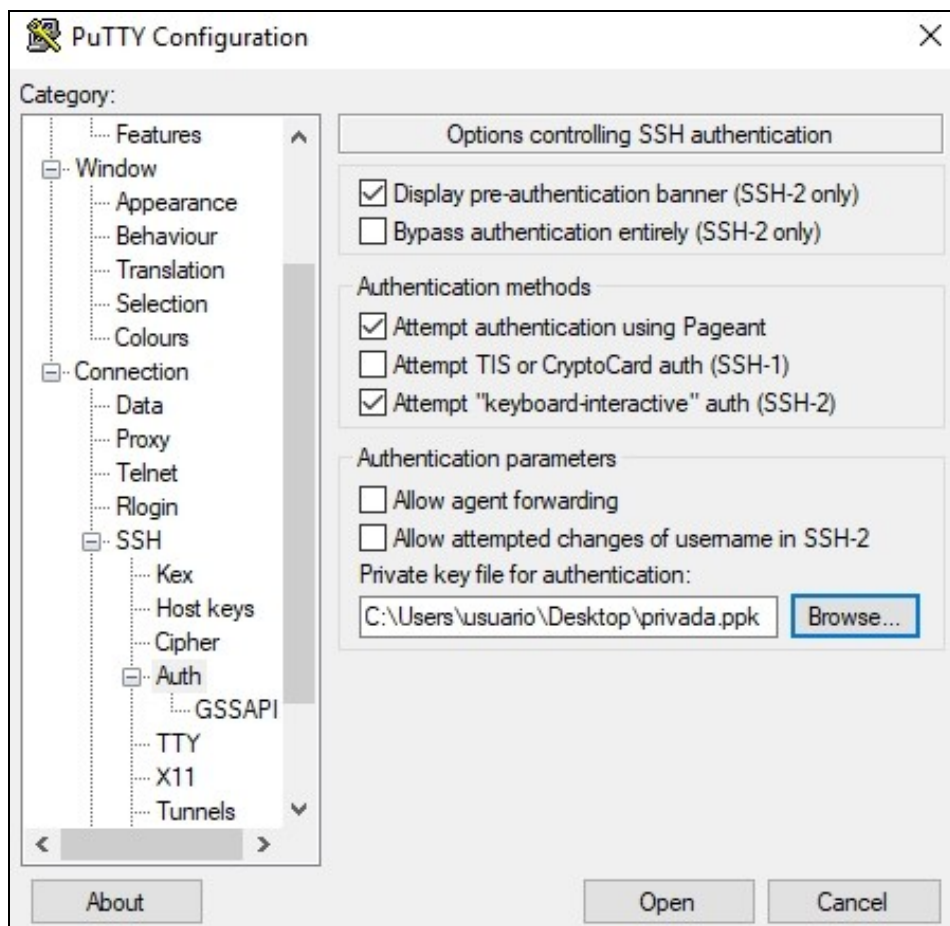 PuTTY Configuration
Category:
Features
Window
Appearance
Behaviour
Translation
Selection
Colours
Connection
Data
Proxy
Telnet
Rlogin
SSH
Kex
Host keys
Cipher
Auth
GSSAPI
TTY
X11
Tunnels
Options controlling SSH authentication
Display pre-authentication banner (SSH-2 only)
Bypass authentication entirely (SSH-2 only)
Authentication methods
Attempt authentication using Pageant
Attempt TIS or CryptoCard auth (SSH-1)
Attempt "keyboard-interactive" auth (SSH-2)
Authentication parameters
Allow agent forwarding
Allow attempted changes of username in SSH-2
Private key file for authentication:
C:\Users\usuario\Desktop\privada.ppk
Browse...
About
Open
Cancel